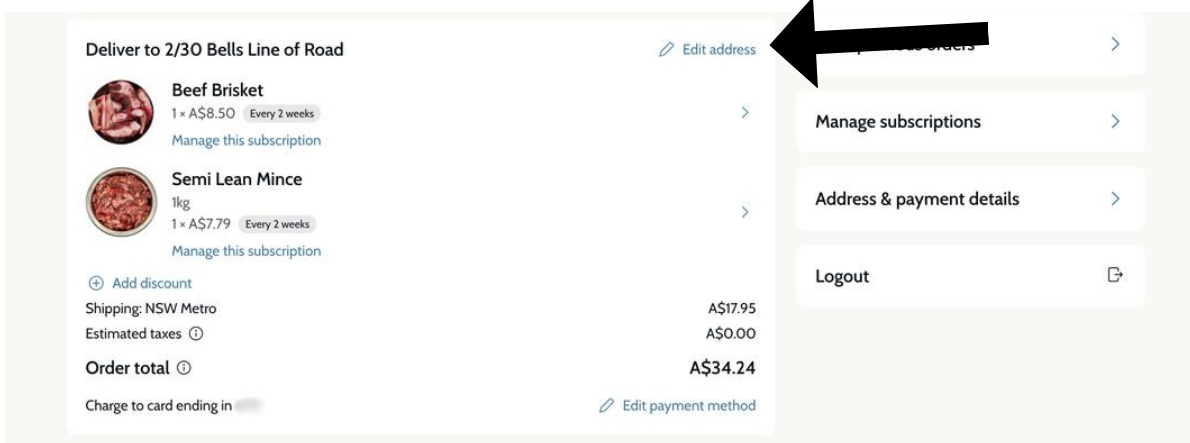 Deliver to 2/30 Bells Line of Road
Edit address
Beef Brisket
1 × A$8.50 Every 2 weeks
Manage this subscription
Semi Lean Mince
1kg
1 × A$7.79 Every 2 weeks
Manage this subscription
Add discount
Shipping: NSW Metro A$17.95
Estimated taxes A$0.00
Order total A$34.24
Charge to card ending in
Edit payment method
orders
Manage subscriptions
Address & payment details
Logout